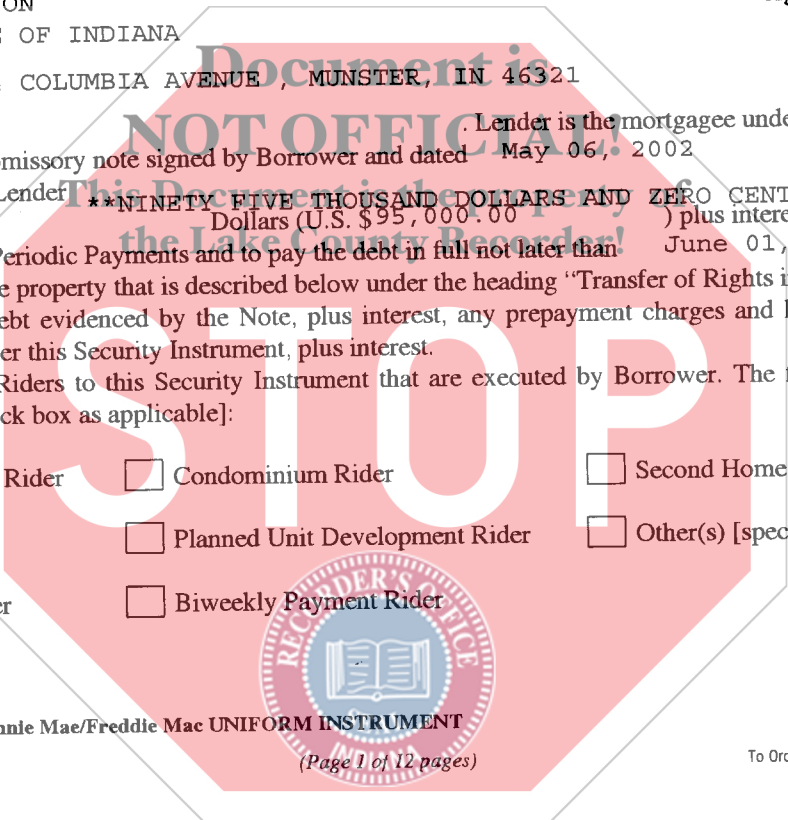 ON
OF INDIANA
COLUMBIA AVENUE , MUNSTER, IN 46321
Document is
NOT OFFICIAL!
This Document is the property of
the Lake County Recorder!
. Lender is the mortgagee unde
omissory note signed by Borrower and dated May 06, 2002
Lender **NINETY FIVE THOUSAND DOLLARS AND ZERO CENT
Dollars (U.S. $95,000.00 ) plus intere
Periodic Payments and to pay the debt in full not later than June 01,
e property that is described below under the heading “Transfer of Rights i
ebt evidenced by the Note, plus interest, any prepayment charges and l
er this Security Instrument, plus interest.
Riders to this Security Instrument that are executed by Borrower. The f
ck box as applicable]:
STOP
Rider Condominium Rider Second Home
Planned Unit Development Rider Other(s) [spec
er Biweekly Payment Rider
RECORDER'S OFFICE
SEAL
INDIANA
nnie Mae/Freddie Mac UNIFORM INSTRUMENT
(Page 1 of 12 pages)
To Orc